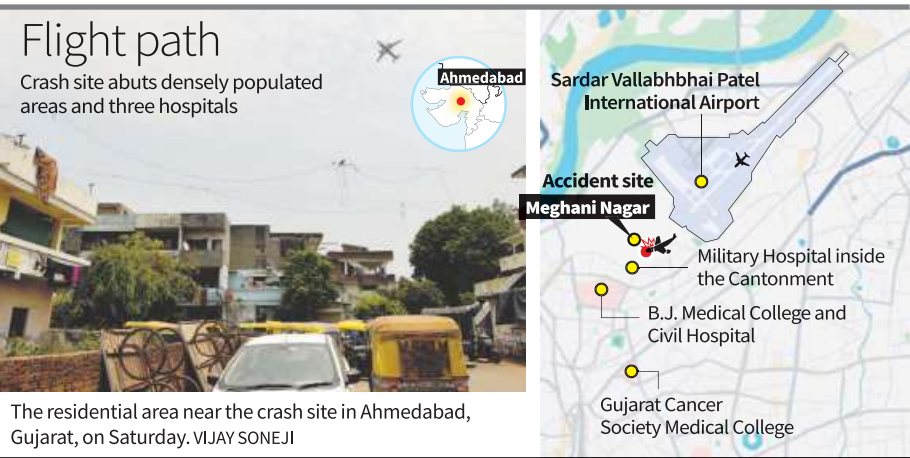 Flight path
Crash site abuts densely populated
areas and three hospitals
Ahmedabad
The residential area near the crash site in Ahmedabad,
Gujarat, on Saturday. VIJAY SONEJI
Sardar Vallabhbhai Patel
International Airport
Accident site
Meghani Nagar
Military Hospital inside
the Cantonment
B.J. Medical College and
Civil Hospital
Gujarat Cancer
Society Medical College